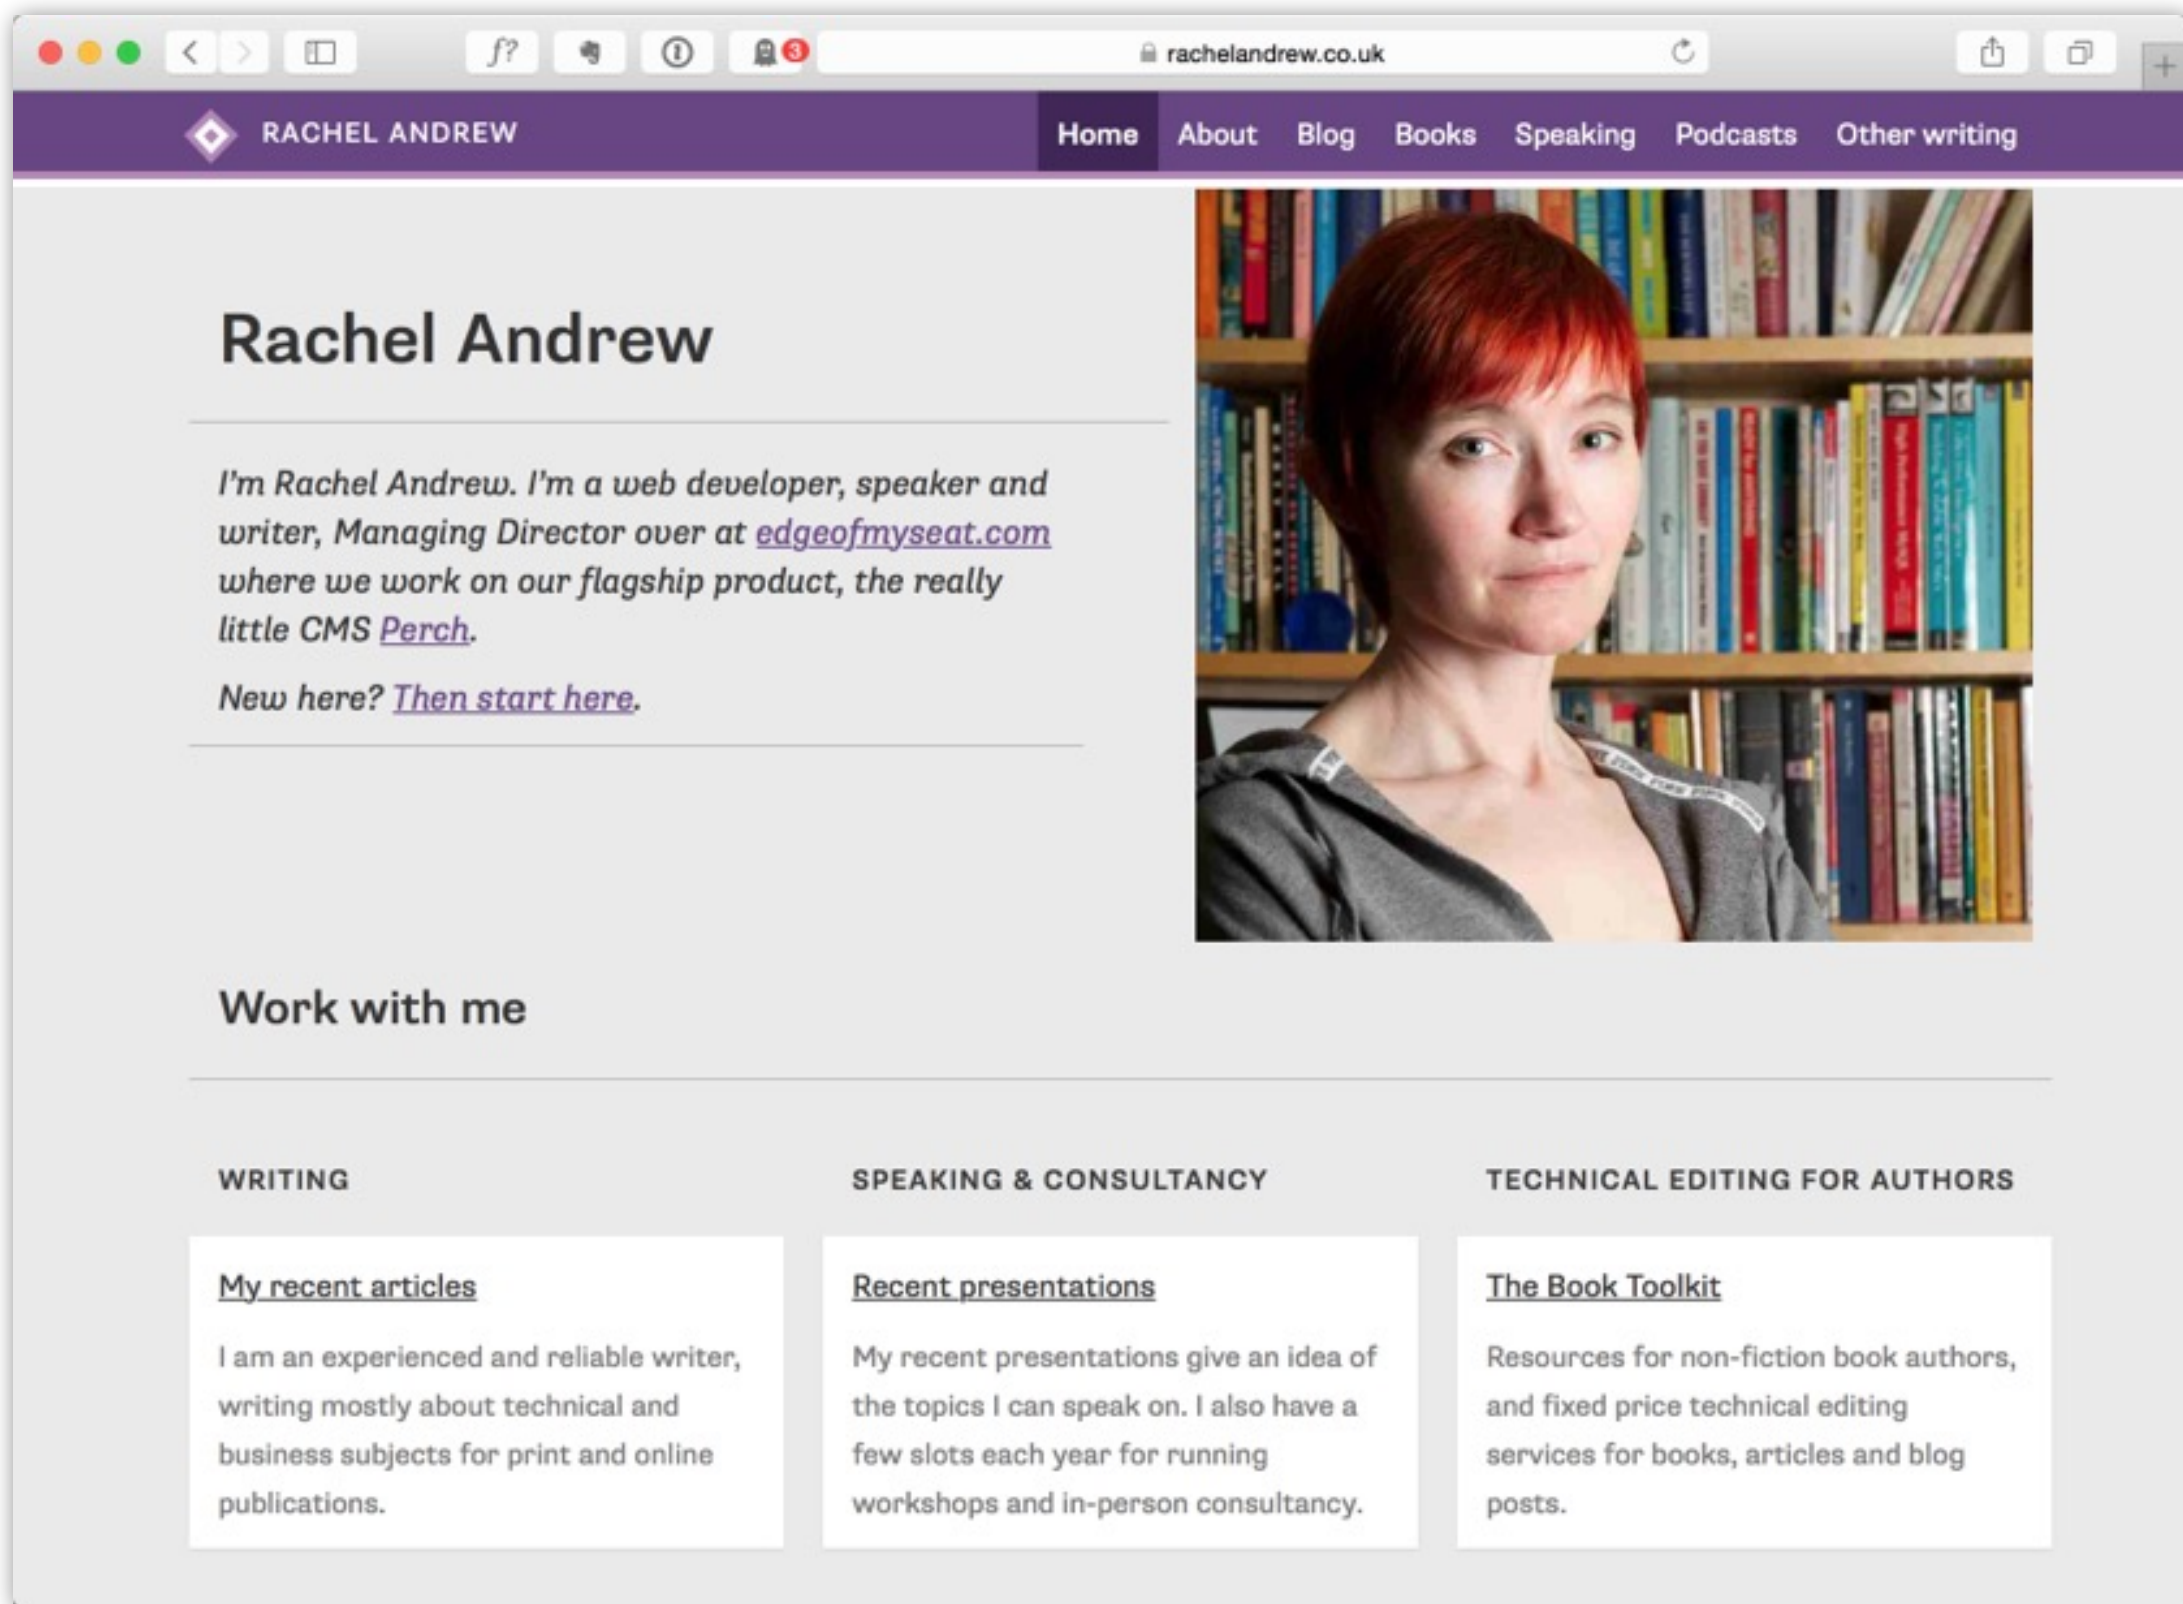 f?
3
rachelandrew.co.uk
RACHEL ANDREW
Home About Blog Books Speaking Podcasts Other writing
Rachel Andrew
I'm Rachel Andrew. I'm a web developer, speaker and
writer, Managing Director over at edgeofmyseat.com
where we work on our flagship product, the really
little CMS Perch.
New here? Then start here.
Work with me
WRITING
My recent articles
I am an experienced and reliable writer,
writing mostly about technical and
business subjects for print and online
publications.
SPEAKING & CONSULTANCY
Recent presentations
My recent presentations give an idea of
the topics I can speak on. I also have a
few slots each year for running
workshops and in-person consultancy.
TECHNICAL EDITING FOR AUTHORS
The Book Toolkit
Resources for non-fiction book authors,
and fixed price technical editing
services for books, articles and blog
posts.